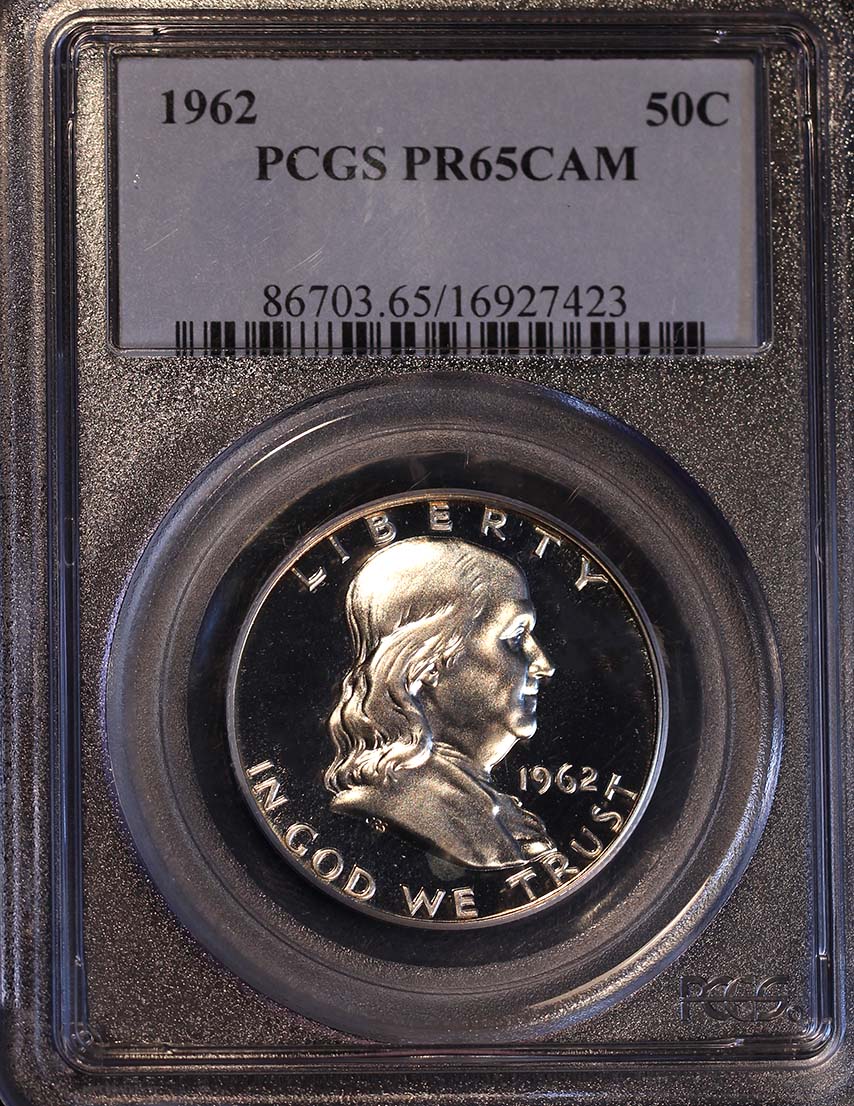 1962 50C
PCGS PR65CAM
86703.65/16927423
LIBERTY
1962
IN GOD WE TRUST
PCGS